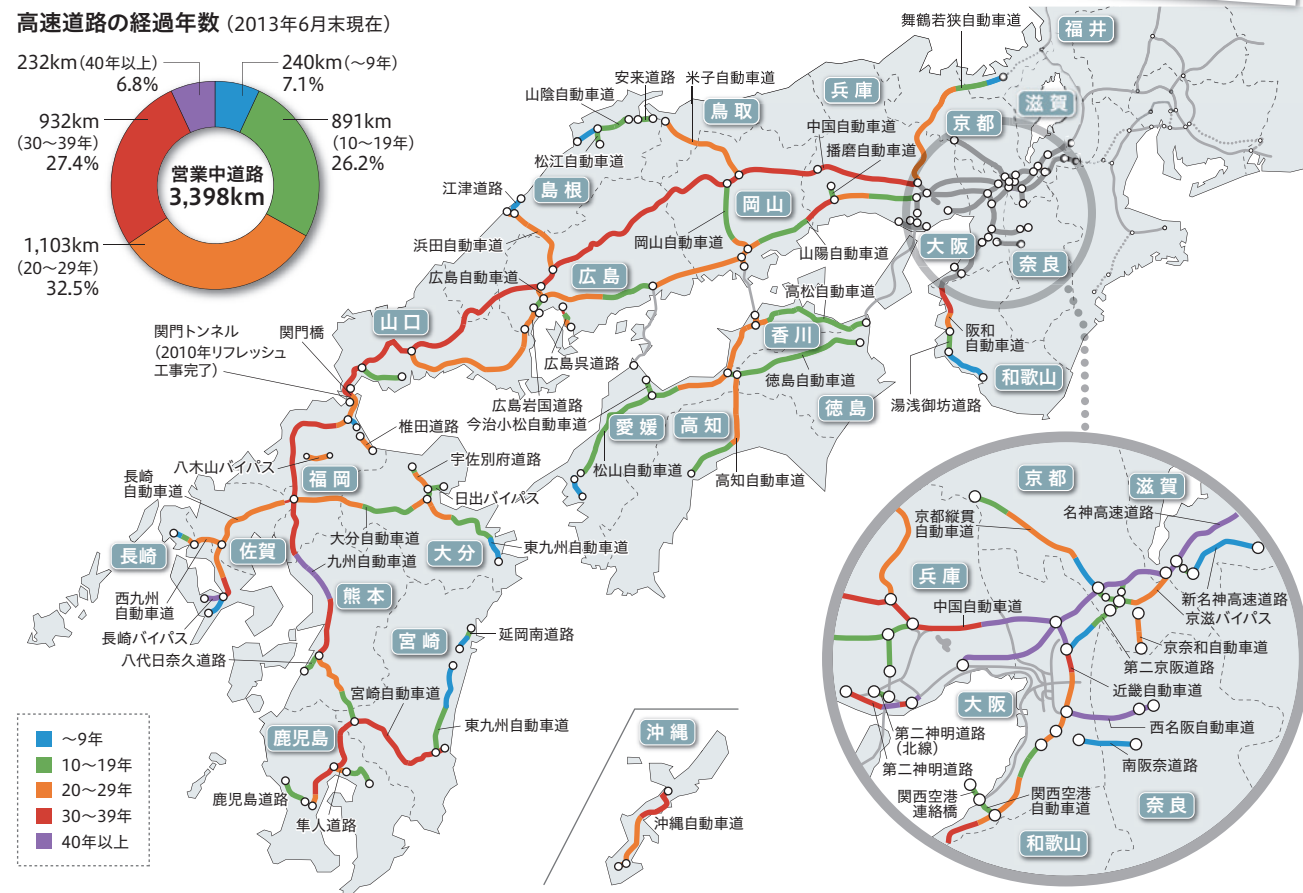 高速道路の経過年数（2013年6月末現在）
232km（40年以上）
6.8%
240km（～9年）
7.1%
932km
（30～39年）
27.4%
891km
（10～19年）
26.2%
営業中道路
3,398km
1,103km
（20～29年）
32.5%
舞鶴若狭自動車道
福井
安来道路
米子自動車道
山陰自動車道
鳥取
兵庫
滋賀
京都
中国自動車道
播磨自動車道
松江自動車道
江津道路
島根
岡山
浜田自動車道
岡山自動車道
山陽自動車道
大阪
奈良
広島自動車道
広島
高松自動車道
関門トンネル
（2010年リフレッシュ
工事完了）
関門橋
山口
香川
阪和
自動車道
広島呉道路
徳島自動車道
和歌山
広島岩国道路
今治小松自動車道
徳島
湯浅御坊道路
椎田道路
愛媛
高知
八木山バイパス
宇佐別府道路
松山自動車道
高知自動車道
長崎
自動車道
福岡
日出バイパス
大分自動車道
長崎
佐賀
九州自動車道
大分
東九州自動車道
西九州
自動車道
熊本
長崎バイパス
宮崎
延岡南道路
八代日奈久道路
宮崎自動車道
鹿児島
東九州自動車道
鹿児島道路
隼人道路
沖縄
沖縄自動車道
～9年
10～19年
20～29年
30～39年
40年以上
京都
滋賀
名神高速道路
京都縦貫
自動車道
兵庫
中国自動車道
新名神高速道路
京滋バイパス
京奈和自動車道
第二京阪道路
近畿自動車道
大阪
西名阪自動車道
第二神明道路
（北線）
南阪奈道路
第二神明道路
関西空港
連絡橋
関西空港
自動車道
奈良
和歌山